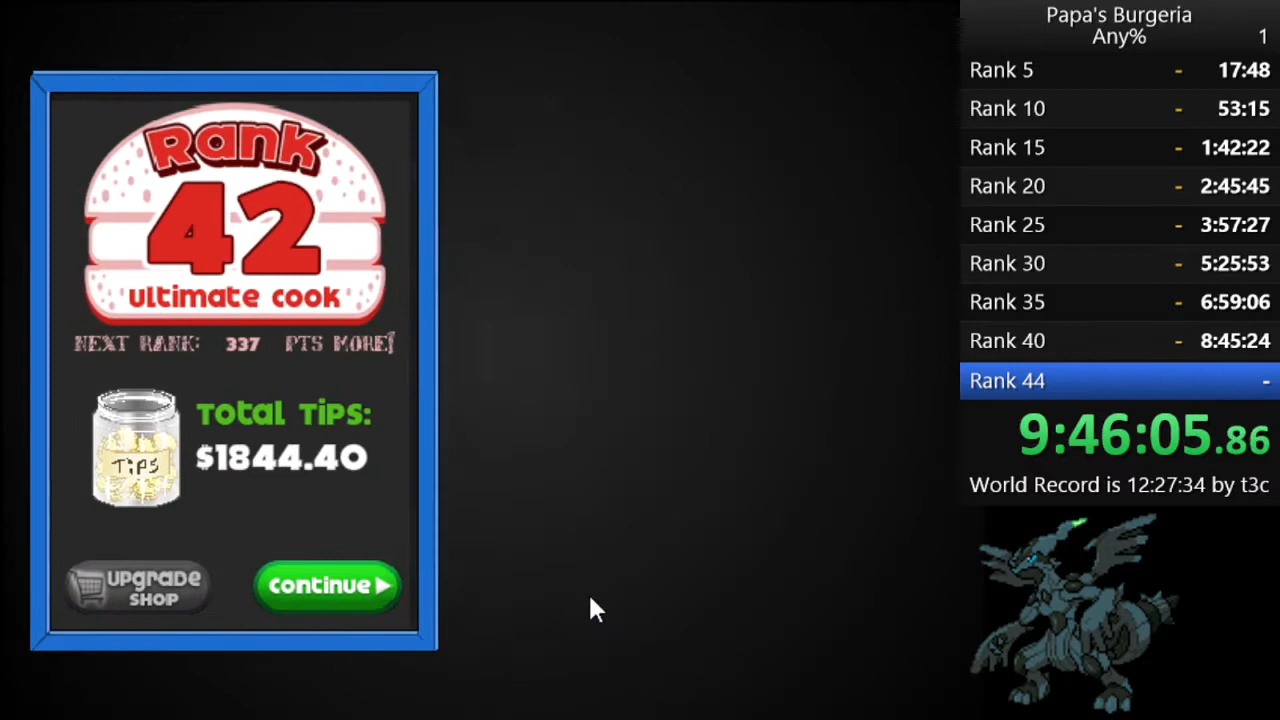 Rank
42
ultimate cook
NEXT RANK: 337 PTS MORE!
Total Tips:
$1844.40
TiPS
upgrade
SHOP
continue
Papa's Burgeria
Any% 1
Rank 5 - 17:48
Rank 10 - 53:15
Rank 15 - 1:42:22
Rank 20 - 2:45:45
Rank 25 - 3:57:27
Rank 30 - 5:25:53
Rank 35 - 6:59:06
Rank 40 - 8:45:24
Rank 44 -
9:46:05.86
World Record is 12:27:34 by t3c